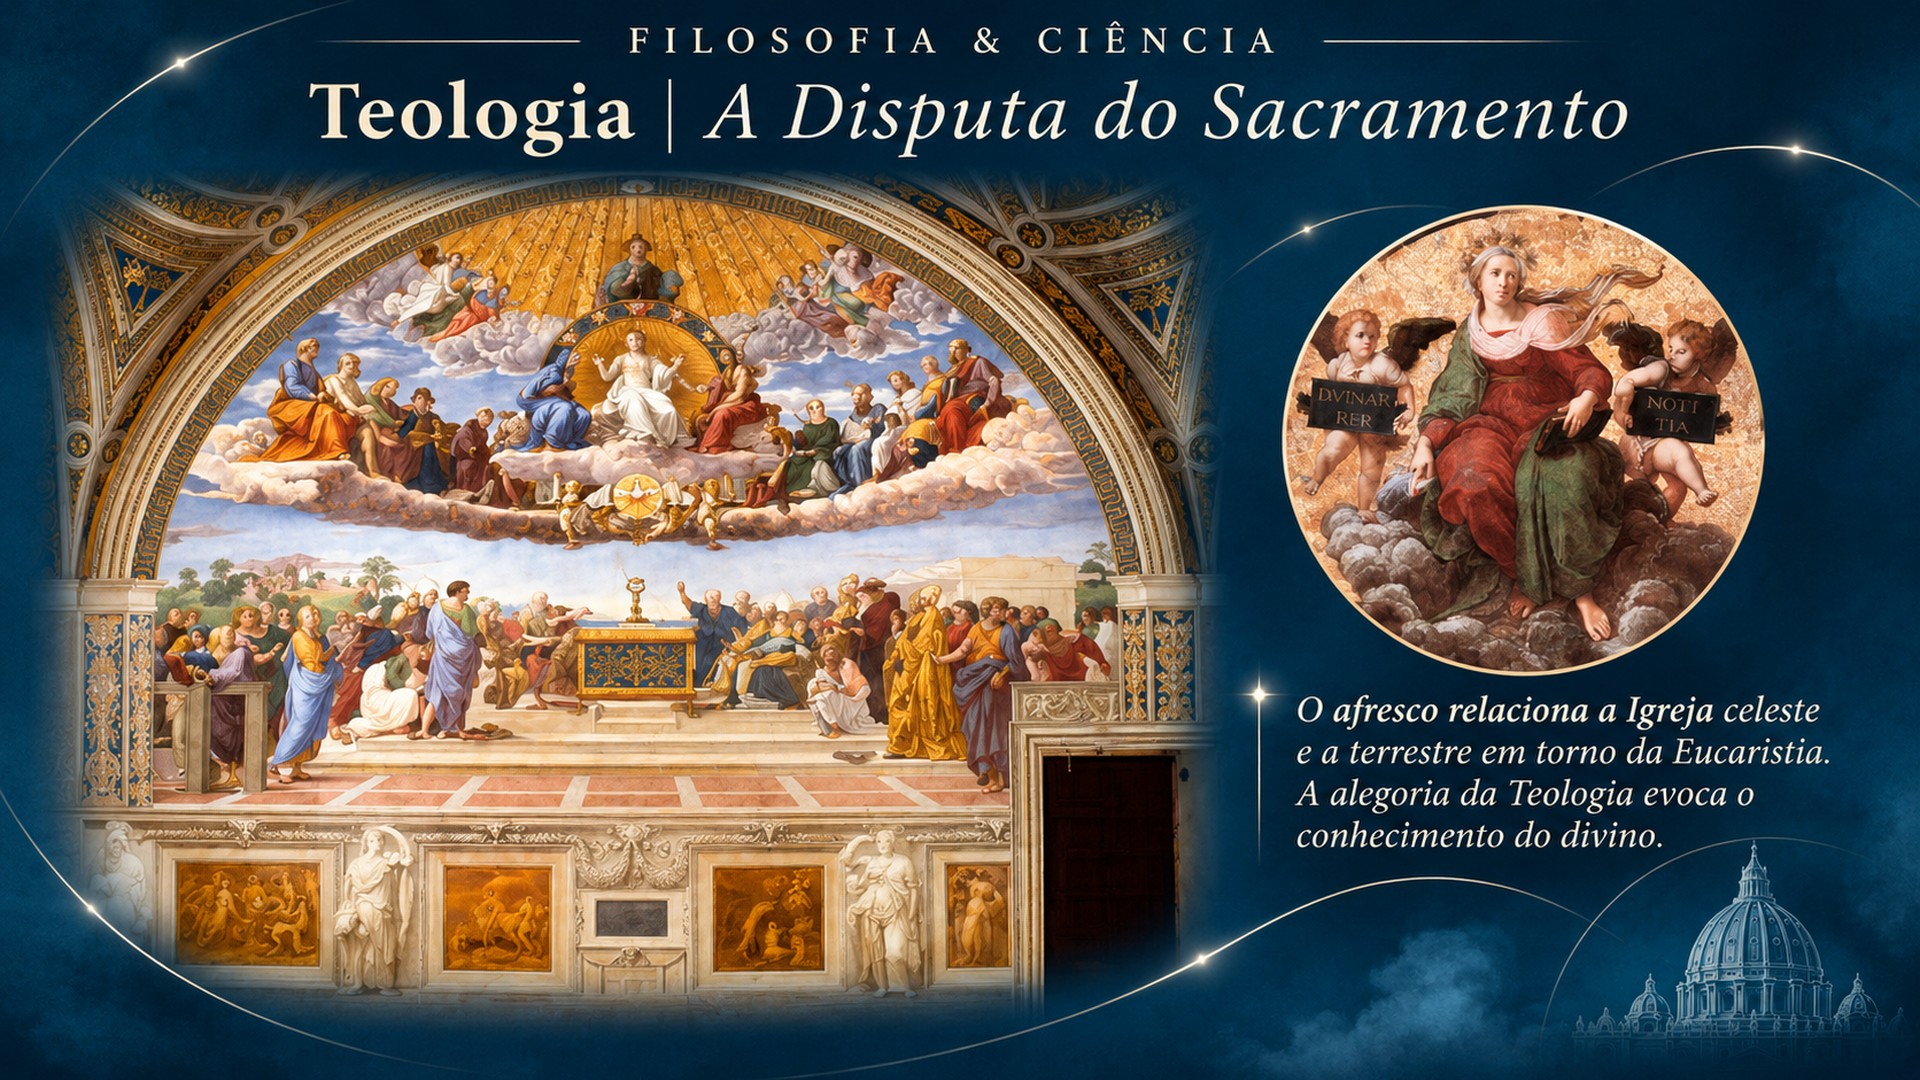 FILOSOFIA & CIÊNCIA
Teologia | A Disputa do Sacramento
DVINAR
RER
NOTI
TIA
O afresco relaciona a Igreja celeste
e a terrestre em torno da Eucaristia.
A alegoria da Teologia evoca o
conhecimento do divino.